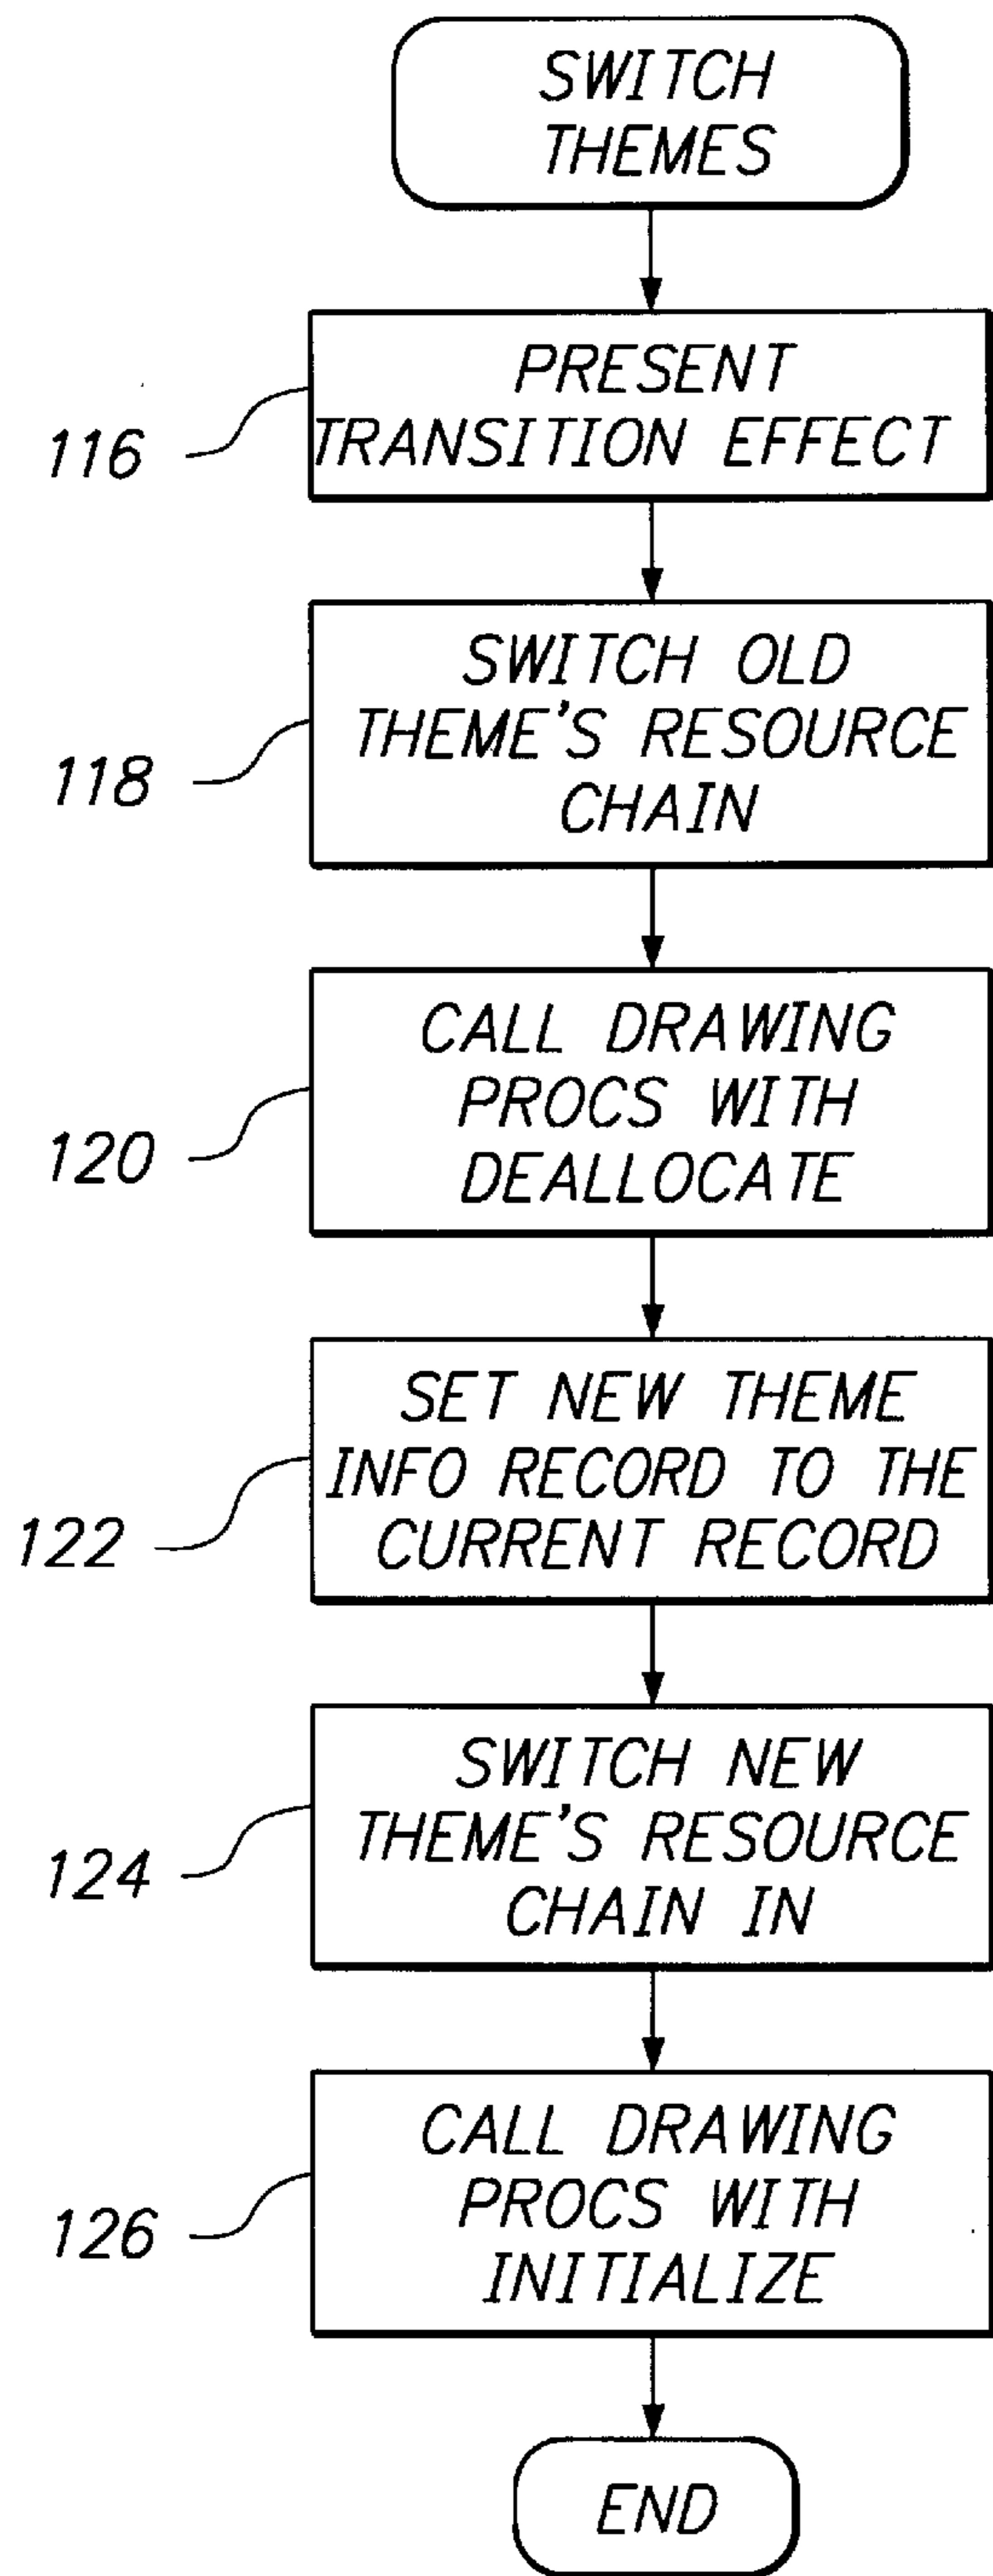 SWITCH
THEMES
PRESENT
TRANSITION EFFECT
116
SWITCH OLD
THEME'S RESOURCE
CHAIN
118
CALL DRAWING
PROCS WITH
DEALLOCATE
120
SET NEW THEME
INFO RECORD TO THE
CURRENT RECORD
122
SWITCH NEW
THEME'S RESOURCE
CHAIN IN
124
CALL DRAWING
PROCS WITH
INITIALIZE
126
END